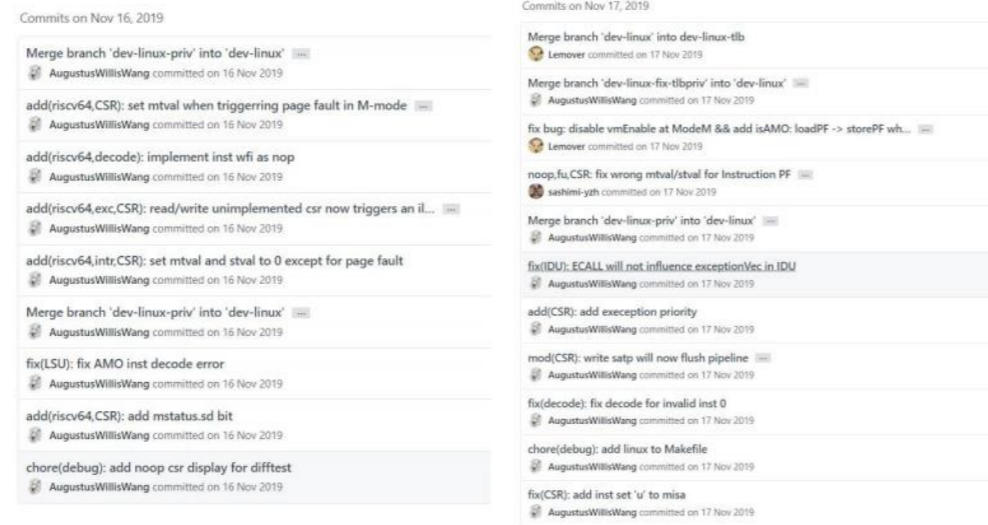 Commits on Nov 16, 2019
Merge branch 'dev-linux-priv' into 'dev-linux' ...
AugustusWillisWang committed on 16 Nov 2019
add(riscv64,CSR): set mtval when triggerring page fault in M-mode ...
AugustusWillisWang committed on 16 Nov 2019
add(riscv64,decode): implement inst wfi as nop
AugustusWillisWang committed on 16 Nov 2019
add(riscv64,exc,CSR): read/write unimplemented csr now triggers an il... ...
AugustusWillisWang committed on 16 Nov 2019
add(riscv64,intr,CSR): set mtval and stval to 0 except for page fault
AugustusWillisWang committed on 16 Nov 2019
Merge branch 'dev-linux-priv' into 'dev-linux' ...
AugustusWillisWang committed on 16 Nov 2019
fix(LSU): fix AMO inst decode error
AugustusWillisWang committed on 16 Nov 2019
add(riscv64,CSR): add mstatus.sd bit
AugustusWillisWang committed on 16 Nov 2019
chore(debug): add noop csr display for difftest
AugustusWillisWang committed on 16 Nov 2019
Commits on Nov 17, 2019
Merge branch 'dev-linux' into dev-linux-tlb
Lemover committed on 17 Nov 2019
Merge branch 'dev-linux-fix-tlbpriv' into 'dev-linux' ...
AugustusWillisWang committed on 17 Nov 2019
fix bug: disable vmEnable at ModeM && add isAMO: loadPF -> storePF wh... ...
Lemover committed on 17 Nov 2019
noop,fu,CSR: fix wrong mtval/stval for Instruction PF ...
sashimi-yzh committed on 17 Nov 2019
Merge branch 'dev-linux-priv' into 'dev-linux' ...
AugustusWillisWang committed on 17 Nov 2019
fix(IDU): ECALL will not influence exceptionVec in IDU
AugustusWillisWang committed on 17 Nov 2019
add(CSR): add exeception priority
AugustusWillisWang committed on 17 Nov 2019
mod(CSR): write satp will now flush pipeline ...
AugustusWillisWang committed on 17 Nov 2019
fix(decode): fix decode for invalid inst 0
AugustusWillisWang committed on 17 Nov 2019
chore(debug): add linux to Makefile
AugustusWillisWang committed on 17 Nov 2019
fix(CSR): add inst set 'u' to misa
AugustusWillisWang committed on 17 Nov 2019